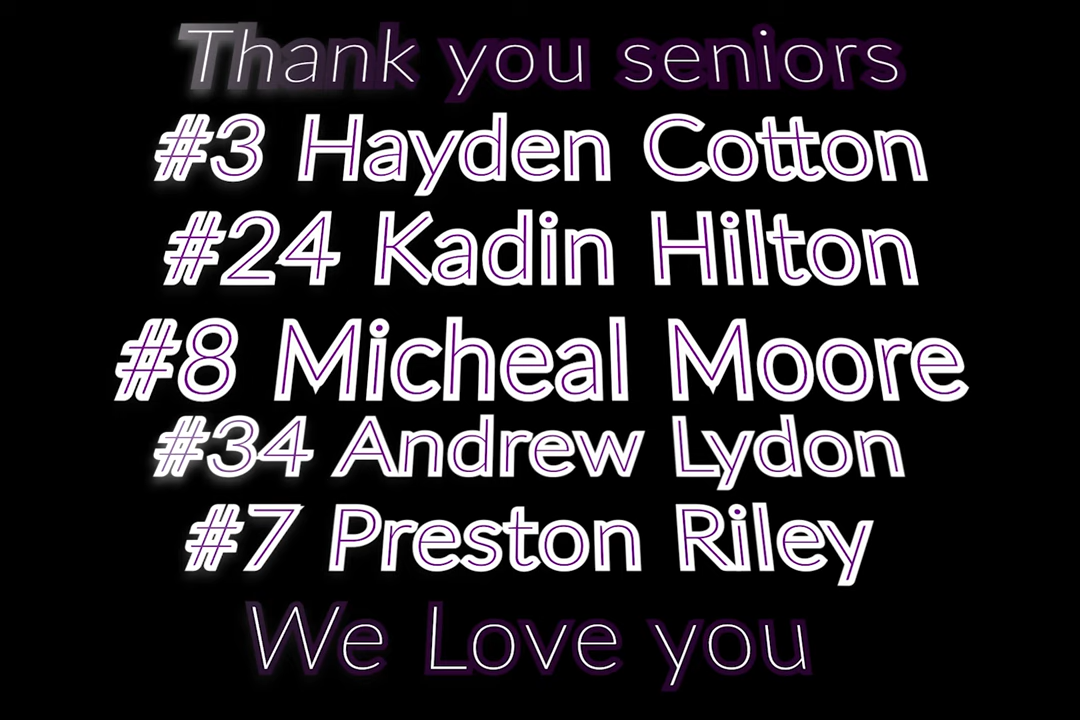 Thank you seniors
#3 Hayden Cotton
#24 Kadin Hilton
#8 Micheal Moore
#34 Andrew Lydon
#7 Preston Riley
We Love you